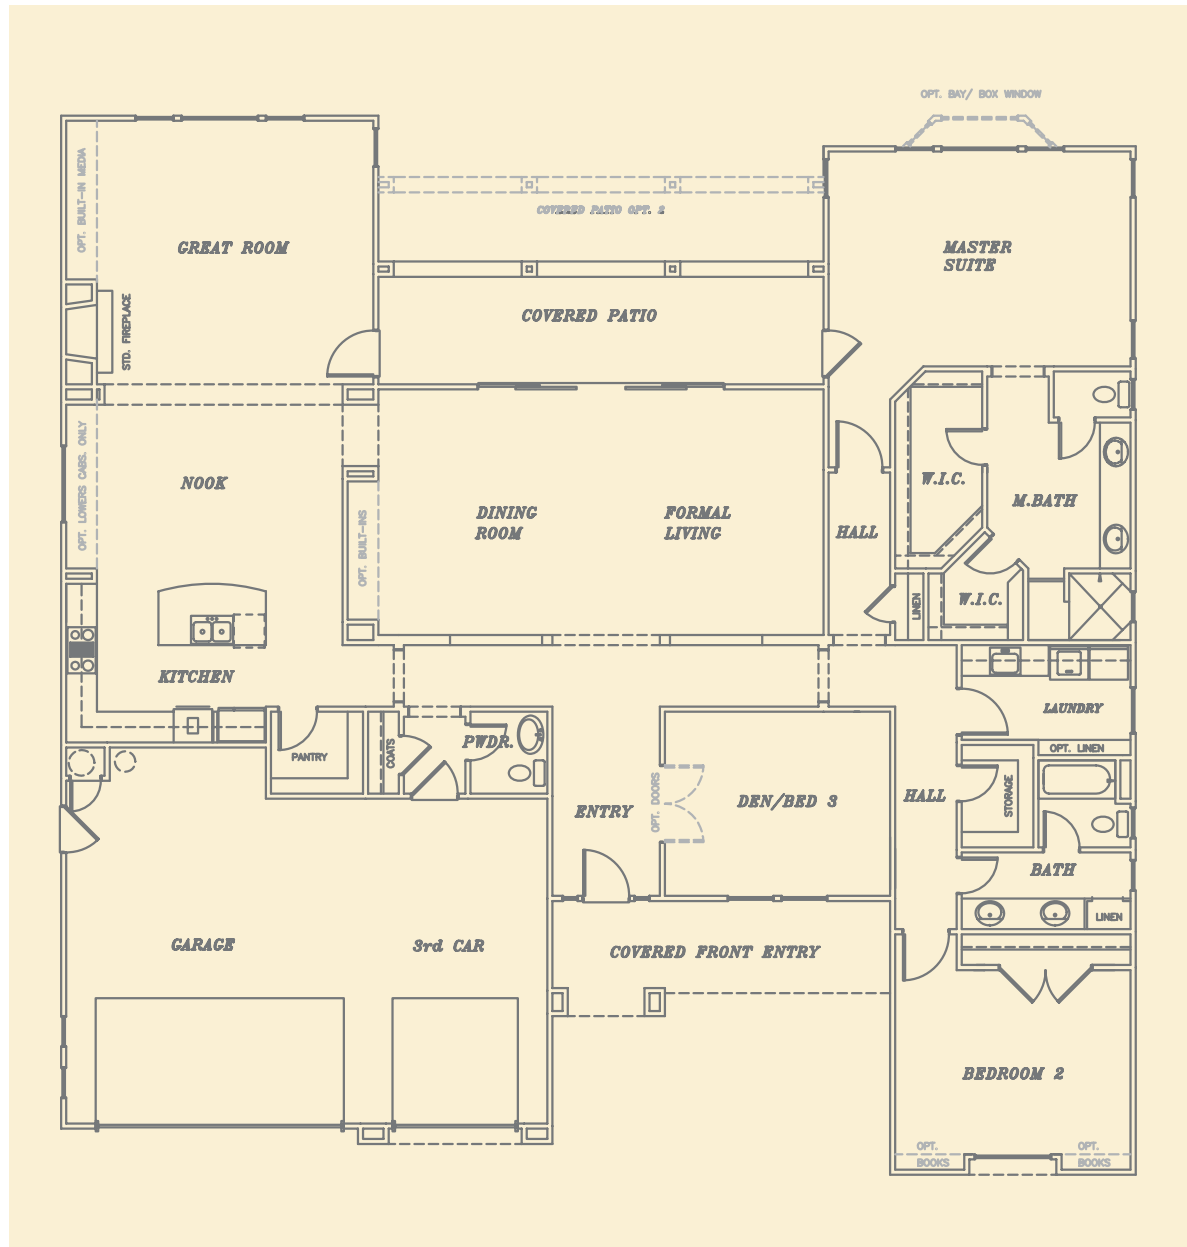 OPT. BAY/ BOX WINDOW
OPT. BUILT-IN MEDIA
COVERED PATIO OPT. 2
GREAT ROOM
MASTER
SUITE
STD. FIREPLACE
COVERED PATIO
OPT. LOWERS CABS. ONLY
NOOK
W.I.C.
M.BATH
DINING
ROOM
FORMAL
LIVING
HALL
OPT. BUILT-INS
W.I.C.
LINEN
KITCHEN
LAUNDRY
PWDR.
COATS
PANTRY
OPT. LINEN
OPT. DOORS
DEN/BED 3
HALL
STORAGE
ENTRY
BATH
LINEN
GARAGE
3rd CAR
COVERED FRONT ENTRY
BEDROOM 2
OPT.
BOOKS
OPT.
BOOKS